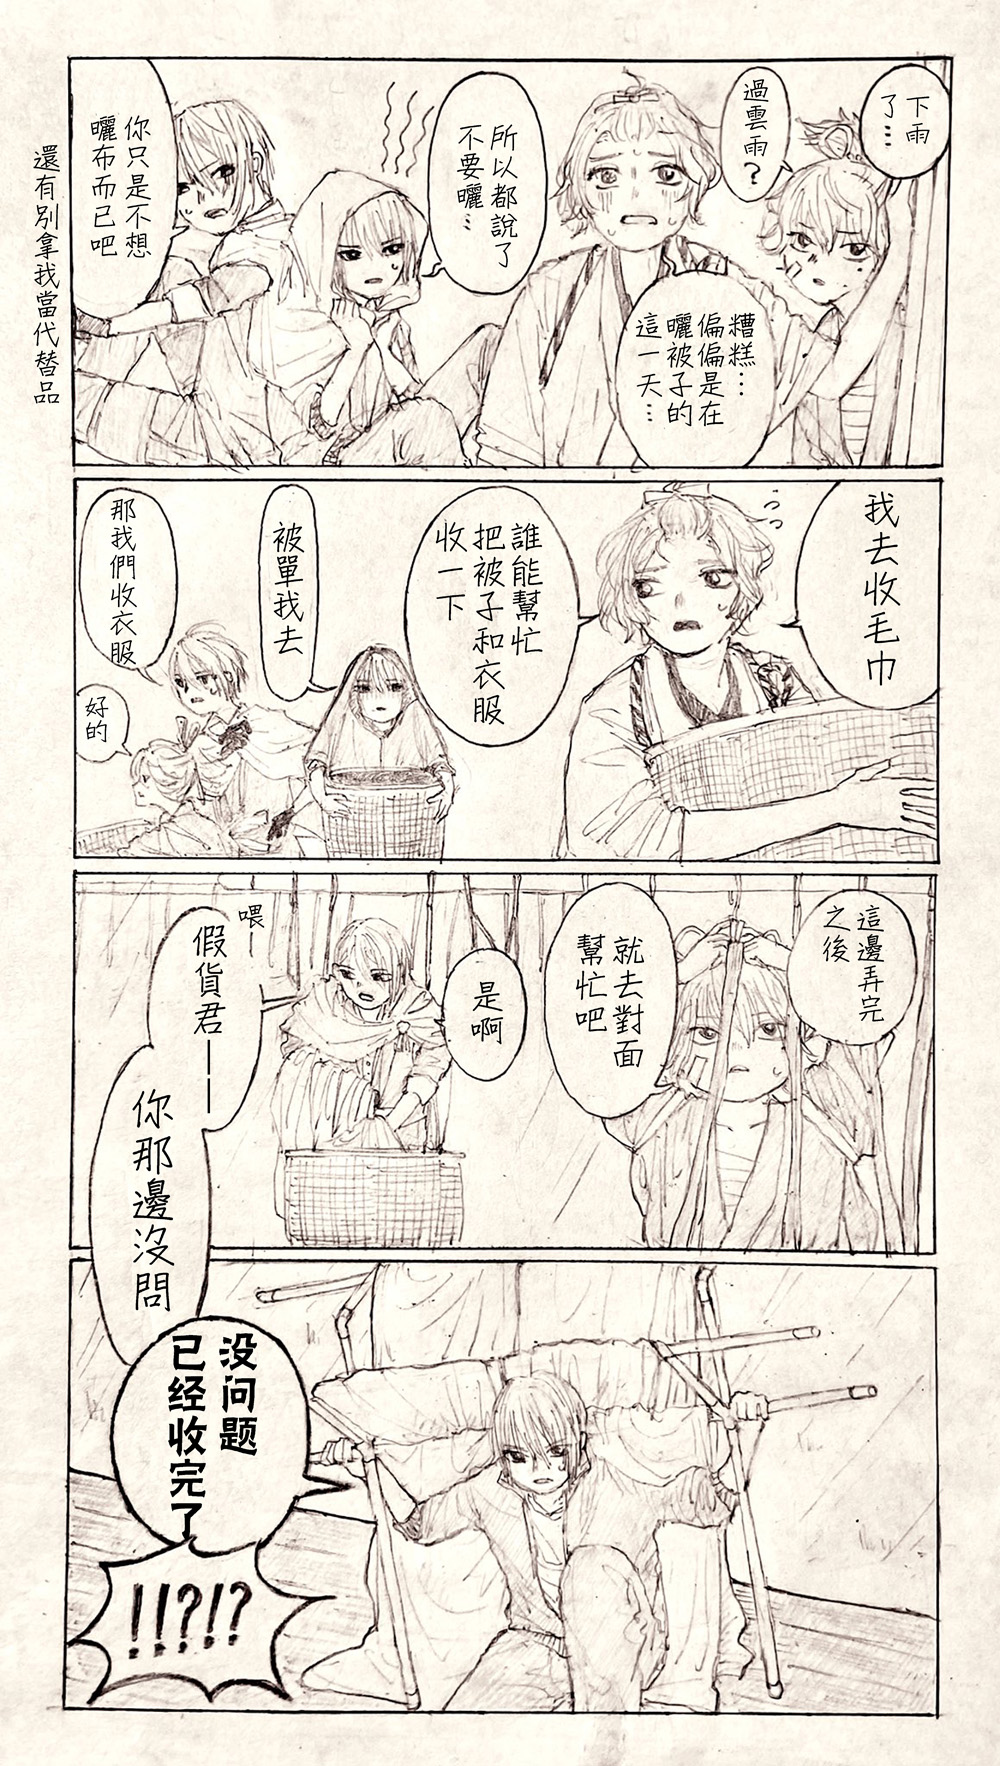 下雨
了…
過雲雨?
糟糕…
偏偏是在
曬被子的
這一天…
所以都說了
不要曬…
你只是不想
曬布而已吧
還有別拿我當代替品
我去收毛巾
誰能幫忙
把被子和衣服
收一下
被單我去
那我們收衣服
好的
這邊弄完
之後
就去對面
幫忙吧
是啊
喂—
假貨君———
你那邊沒問
没问题
已经收完了
!!?!?